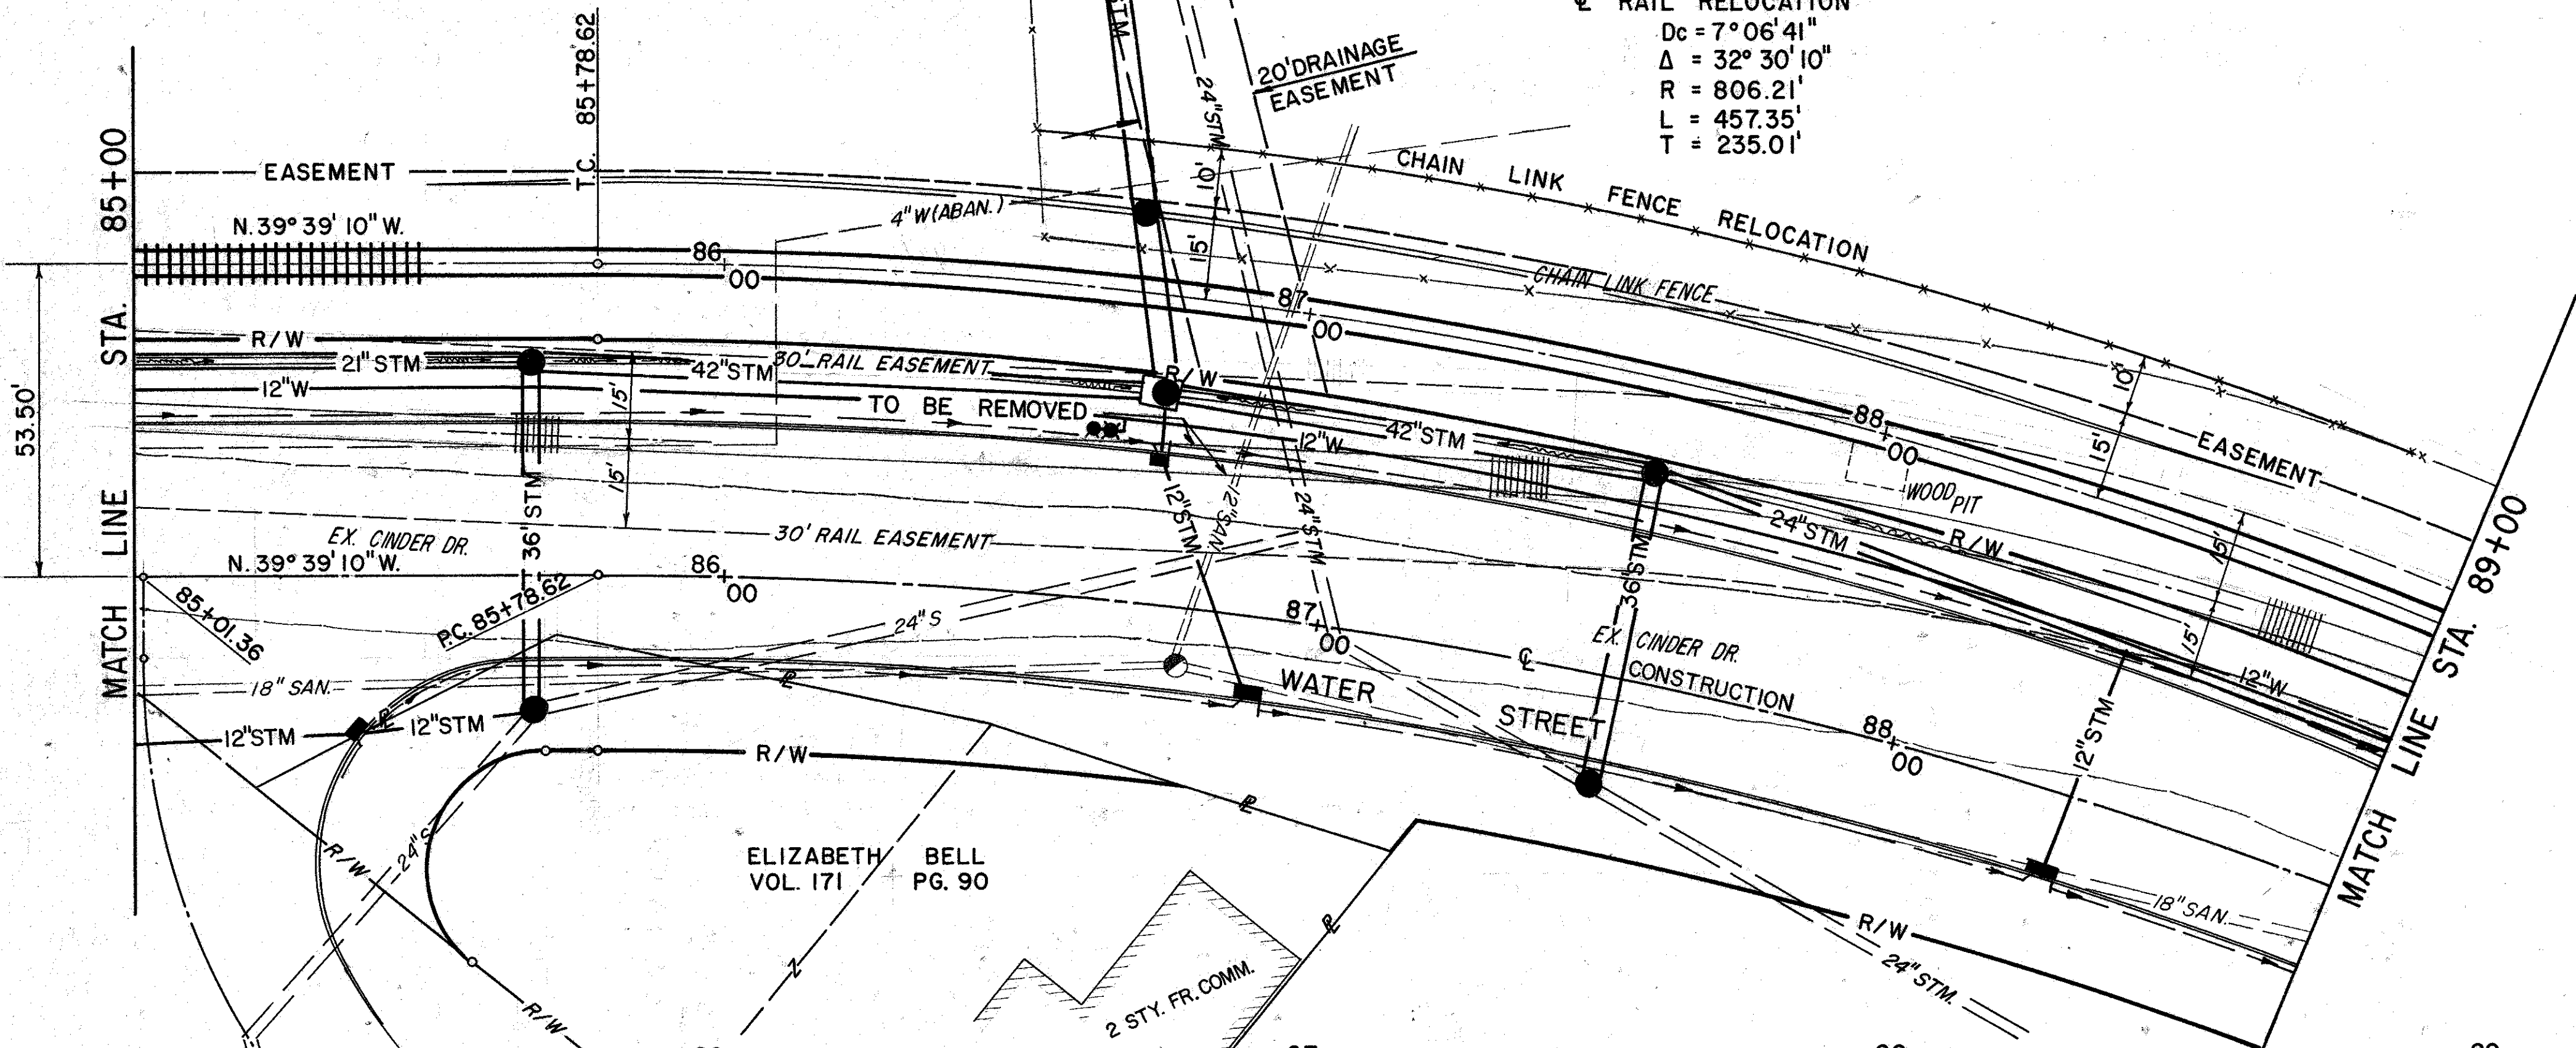 ℄ RAIL RELOCATION
Dc = 7° 06' 41"
Δ = 32° 30' 10"
R = 806.21'
L = 457.35'
T = 235.01'
T.C. 85+78.62
STM
24" STM
20' DRAINAGE
EASEMENT
MATCH LINE STA. 85+00
EASEMENT
N. 39° 39' 10" W.
4" W (ABAN.)
10'
15'
CHAIN LINK FENCE RELOCATION
CHAIN LINK FENCE
86+00
87+00
88+00
53.50'
R/W
21" STM
42" STM
30' RAIL EASEMENT
R/W
12" W
15'
TO BE REMOVED
12" W
42" STM
10'
15'
EASEMENT
WOOD PIT
24" STM
R/W
15'
15'
36" STM
15'
12" STM
12" SAN.
24" STM
36" STM
EX. CINDER DR.
30' RAIL EASEMENT
N. 39° 39' 10" W.
86+00
87+00
88+00
85+01.36
P.C. 85+78.62
24" S
EX. CINDER DR.
℄ CONSTRUCTION
WATER STREET
18" SAN.
℄
12" W
12" STM
MATCH LINE STA. 89+00
12" STM
12" STM
R/W
R/W
24" S
ELIZABETH BELL
VOL. 171 PG. 90
R/W
2 STY. FR. COMM.
R/W
24" STM.
18" SAN.